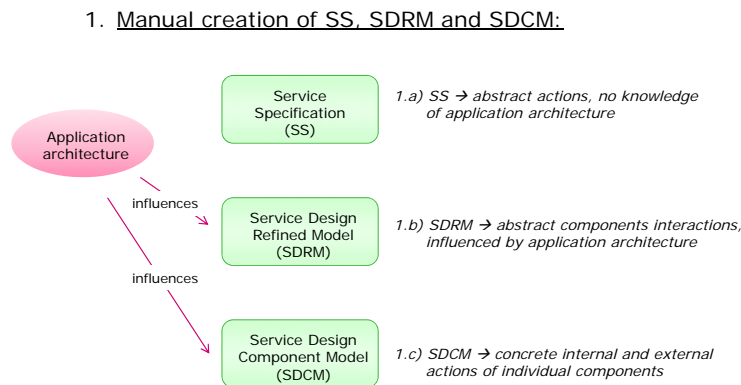 1. Manual creation of SS, SDRM and SDCM:
Service
Specification
(SS)
1.a) SS → abstract actions, no knowledge
of application architecture
Application
architecture
influences
Service Design
Refined Model
(SDRM)
1.b) SDRM → abstract components interactions,
influenced by application architecture
influences
Service Design
Component Model
(SDCM)
1.c) SDCM → concrete internal and external
actions of individual components